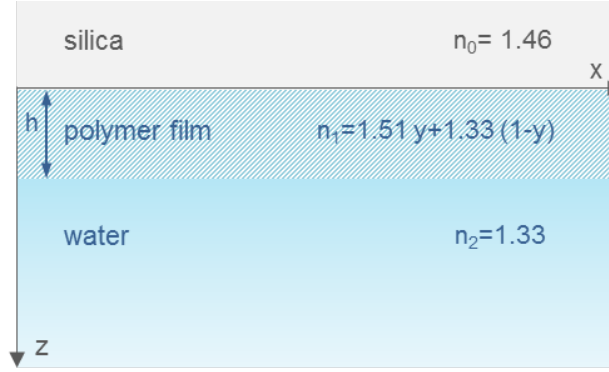 silica n₀= 1.46
x
h polymer film n₁=1.51 y+1.33 (1-y)
water n₂=1.33
z